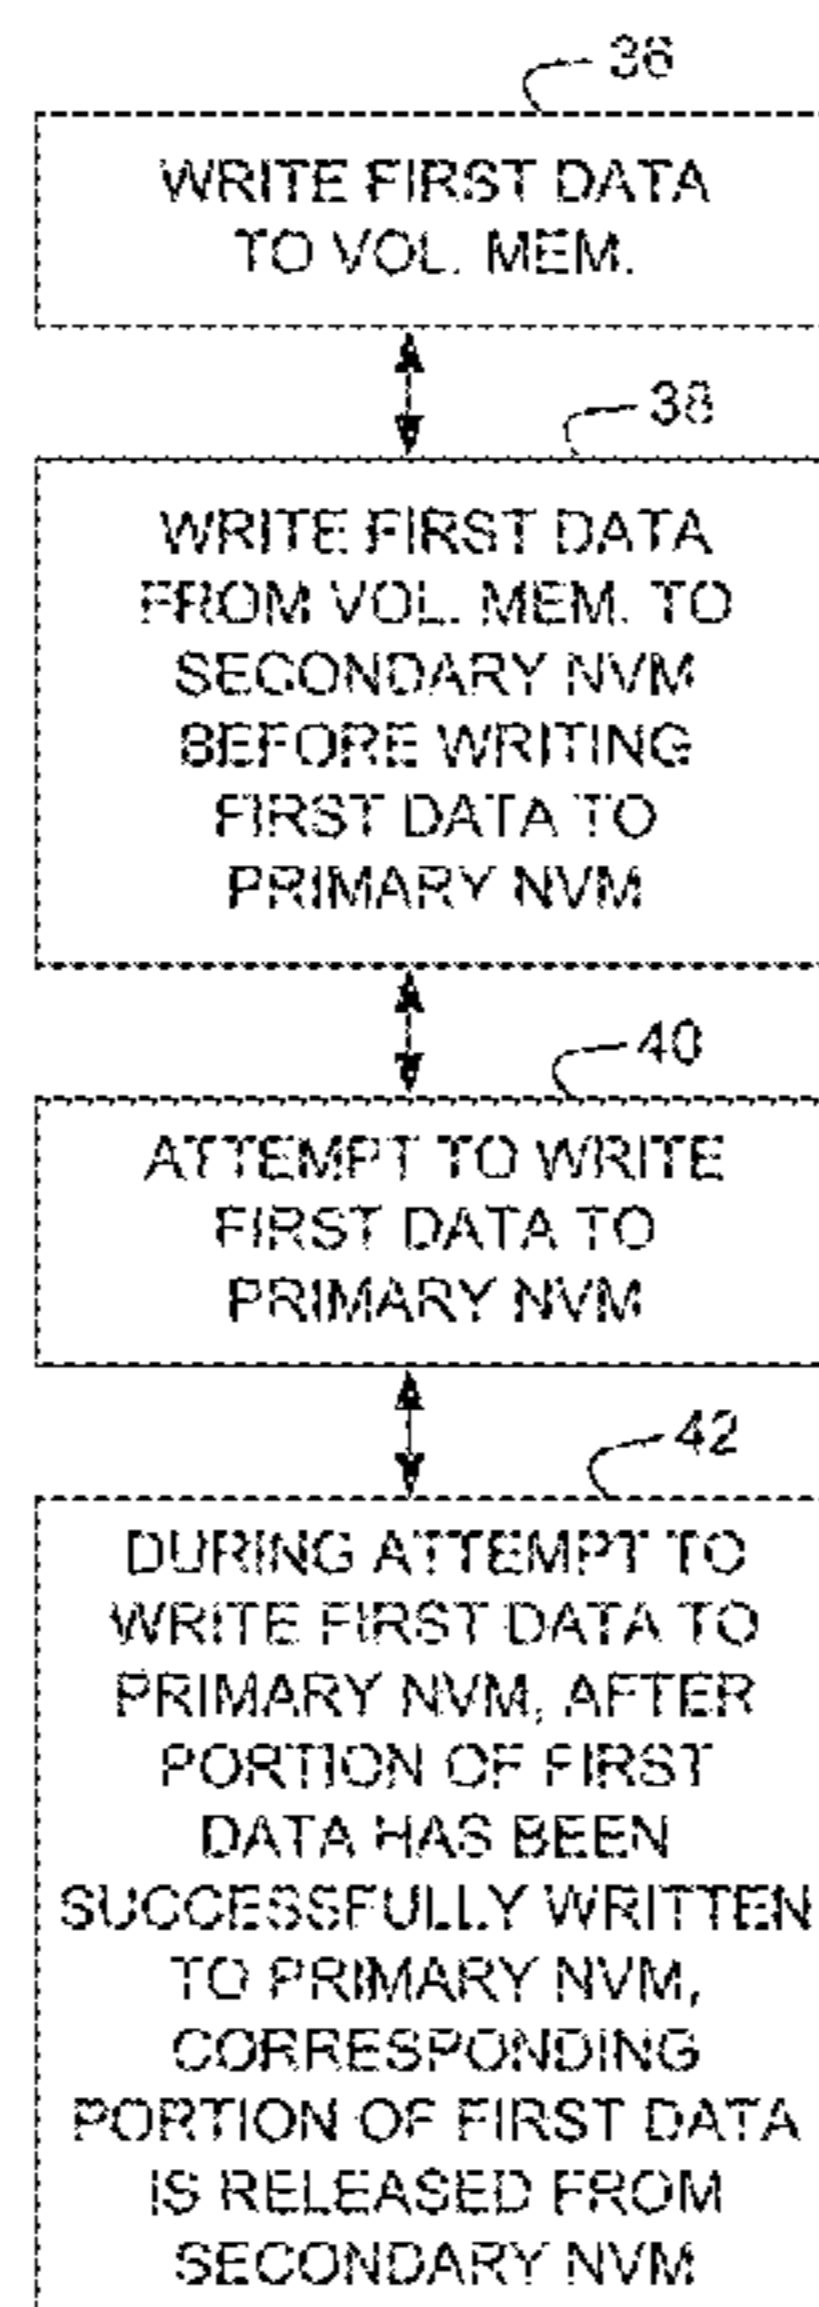 36
WRITE FIRST DATA
TO VOL. MEM.
38
WRITE FIRST DATA
FROM VOL. MEM. TO
SECONDARY NVM
BEFORE WRITING
FIRST DATA TO
PRIMARY NVM
40
ATTEMPT TO WRITE
FIRST DATA TO
PRIMARY NVM
42
DURING ATTEMPT TO
WRITE FIRST DATA TO
PRIMARY NVM, AFTER
PORTION OF FIRST
DATA HAS BEEN
SUCCESSFULLY WRITTEN
TO PRIMARY NVM,
CORRESPONDING
PORTION OF FIRST DATA
IS RELEASED FROM
SECONDARY NVM